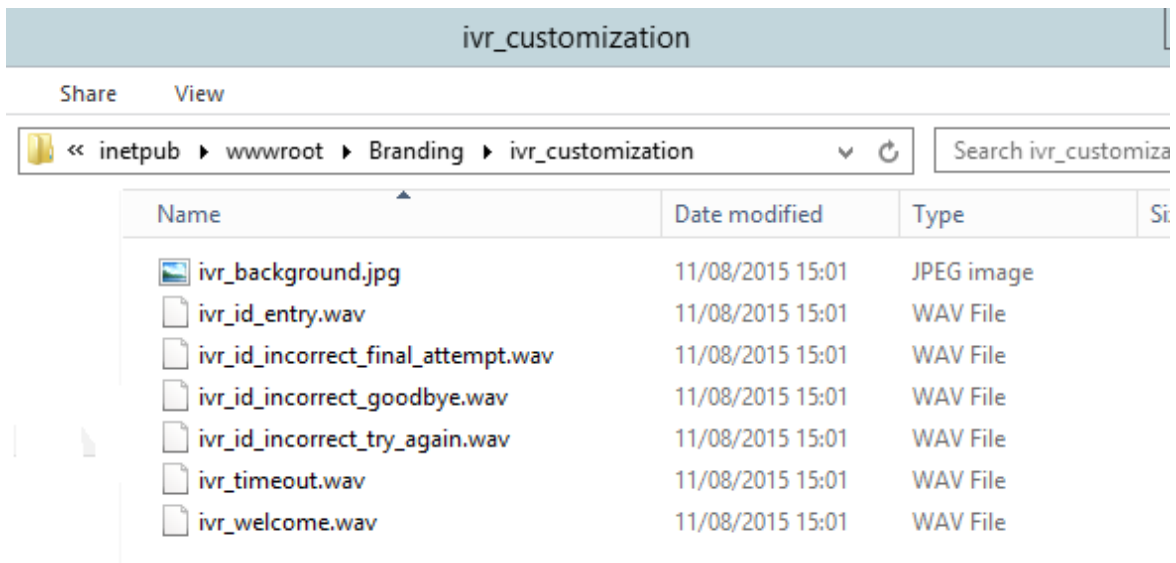 ivr_customization
Share View
« inetpub ▸ wwwroot ▸ Branding ▸ ivr_customization Search ivr_customiza
Name Date modified Type Si
ivr_background.jpg 11/08/2015 15:01 JPEG image
ivr_id_entry.wav 11/08/2015 15:01 WAV File
ivr_id_incorrect_final_attempt.wav 11/08/2015 15:01 WAV File
ivr_id_incorrect_goodbye.wav 11/08/2015 15:01 WAV File
ivr_id_incorrect_try_again.wav 11/08/2015 15:01 WAV File
ivr_timeout.wav 11/08/2015 15:01 WAV File
ivr_welcome.wav 11/08/2015 15:01 WAV File